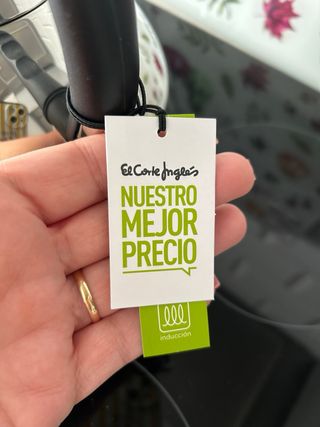 El Corte Inglés
NUESTRO
MEJOR
PRECIO
inducción